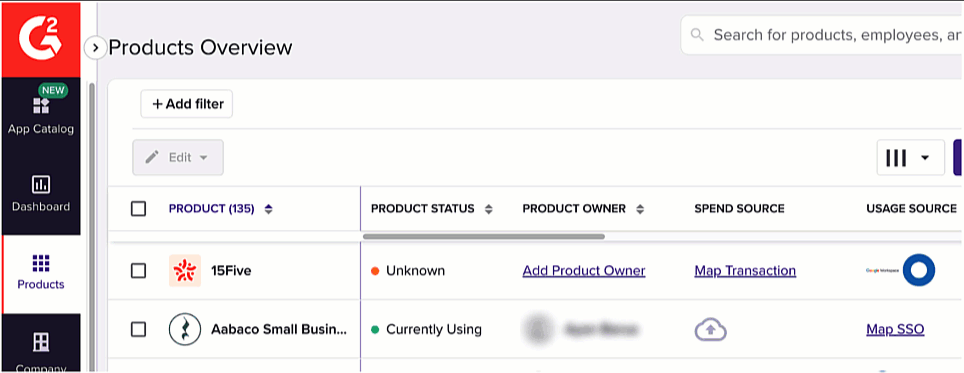 G2
Products Overview
Search for products, employees, an
NEW
App Catalog
+ Add filter
Edit
Dashboard
PRODUCT (135) PRODUCT STATUS PRODUCT OWNER SPEND SOURCE USAGE SOURCE
Products
15Five Unknown Add Product Owner Map Transaction Google Workspace
Aabaco Small Busin... Currently Using Map SSO
Company